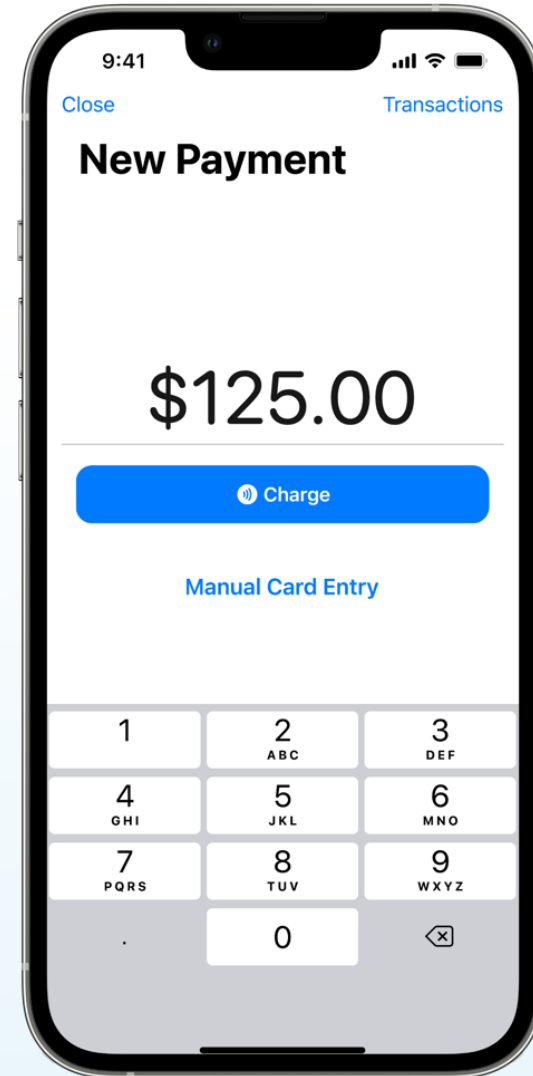 9:41
Close Transactions
New Payment
$125.00
Charge
Manual Card Entry
1 2 3
ABC DEF
4 5 6
GHI JKL MNO
7 8 9
PQRS TUV WXYZ
. 0